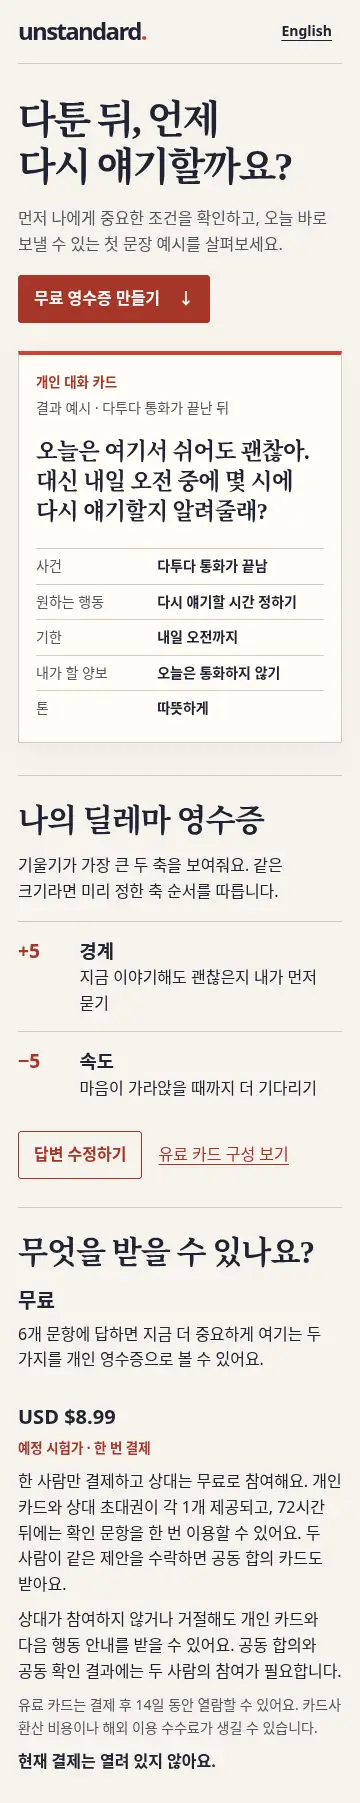 unstandard.
English
다툰 뒤, 언제
다시 얘기할까요?
먼저 나에게 중요한 조건을 확인하고, 오늘 바로
보낼 수 있는 첫 문장 예시를 살펴보세요.
무료 영수증 만들기 ↓
개인 대화 카드
결과 예시 · 다투다 통화가 끝난 뒤
오늘은 여기서 쉬어도 괜찮아.
대신 내일 오전 중에 몇 시에
다시 얘기할지 알려줄래?
사건 다투다 통화가 끝남
원하는 행동 다시 얘기할 시간 정하기
기한 내일 오전까지
내가 할 양보 오늘은 통화하지 않기
톤 따뜻하게
나의 딜레마 영수증
기울기가 가장 큰 두 축을 보여줘요. 같은
크기라면 미리 정한 축 순서를 따릅니다.
+5 경계
지금 이야기해도 괜찮은지 내가 먼저
묻기
−5 속도
마음이 가라앉을 때까지 더 기다리기
답변 수정하기 유료 카드 구성 보기
무엇을 받을 수 있나요?
무료
6개 문항에 답하면 지금 더 중요하게 여기는 두
가지를 개인 영수증으로 볼 수 있어요.
USD $8.99
예정 시험가 · 한 번 결제
한 사람만 결제하고 상대는 무료로 참여해요. 개인
카드와 상대 초대권이 각 1개 제공되고, 72시간
뒤에는 확인 문항을 한 번 이용할 수 있어요. 두
사람이 같은 제안을 수락하면 공동 합의 카드도
받아요.
상대가 참여하지 않거나 거절해도 개인 카드와
다음 행동 안내를 받을 수 있어요. 공동 합의와
공동 확인 결과에는 두 사람의 참여가 필요합니다.
유료 카드는 결제 후 14일 동안 열람할 수 있어요. 카드사
환산 비용이나 해외 이용 수수료가 생길 수 있습니다.
현재 결제는 열려 있지 않아요.